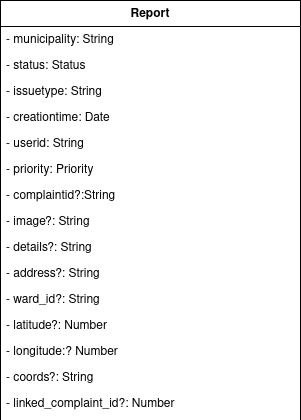 Report
- municipality: String
- status: Status
- issuetype: String
- creationtime: Date
- userid: String
- priority: Priority
- complaintid?:String
- image?: String
- details?: String
- address?: String
- ward_id?: String
- latitude?: Number
- longitude:? Number
- coords?: String
- linked_complaint_id?: Number